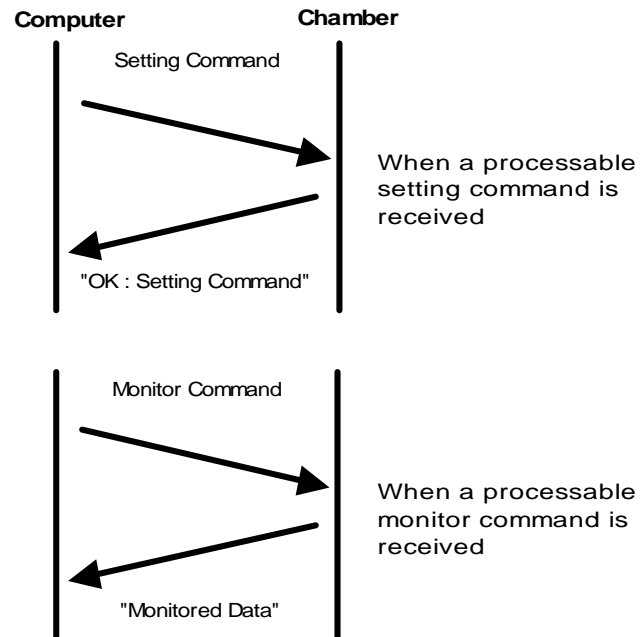 Computer
Chamber
Setting Command
When a processable
setting command is
received
"OK : Setting Command"
Monitor Command
When a processable
monitor command is
received
"Monitored Data"